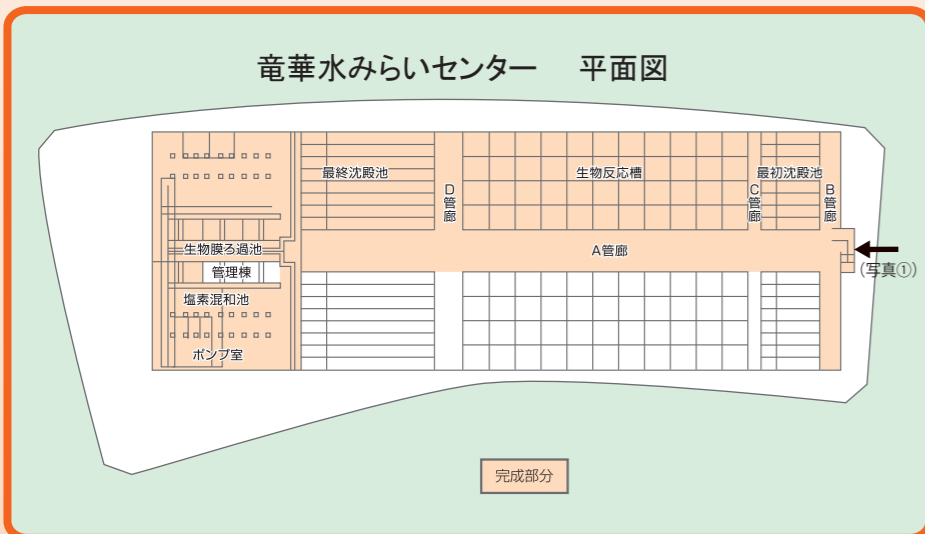 竜華水みらいセンター　平面図
最終沈殿池
D管廊
生物反応槽
C管廊
最初沈殿池
B管廊
生物膜ろ過池
A管廊
(写真①)
管理棟
塩素混和池
ポンプ室
完成部分